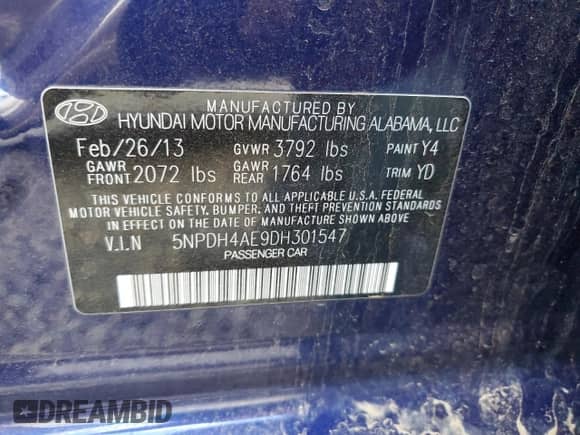 MANUFACTURED BY
HYUNDAI MOTOR MANUFACTURING ALABAMA, LLC
Feb/26/13 GVWR 3792 lbs PAINT Y4
GAWR FRONT 2072 lbs GAWR REAR 1764 lbs TRIM YD
THIS VEHICLE CONFORMS TO ALL APPLICABLE U.S.A. FEDERAL
MOTOR VEHICLE SAFETY, BUMPER, AND THEFT PREVENTION STANDARDS
IN EFFECT ON THE DATE OF MANUFACTURE SHOWN ABOVE.
V.I.N 5NPDH4AE9DH301547
PASSENGER CAR
DREAMBID